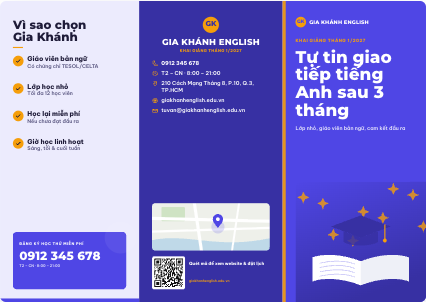 Vì sao chọn
Gia Khánh
Giáo viên bản ngữ
Có chứng chỉ TESOL/CELTA
Lớp học nhỏ
Tối đa 12 học viên
Học lại miễn phí
Nếu chưa đạt đầu ra
Giờ học linh hoạt
Sáng, tối & cuối tuần
ĐĂNG KÝ HỌC THỬ MIỄN PHÍ
0912 345 678
T2 – CN · 8:00 – 21:00
GK
GIA KHÁNH ENGLISH
KHAI GIẢNG THÁNG 7/2027
0912 345 678
T2 – CN · 8:00 – 21:00
210 Cách Mạng Tháng 8, P.10, Q.3,
TP.HCM
giakhanhenglish.edu.vn
tuvan@giakhanhenglish.edu.vn
Quét mã để xem website & đặt lịch
giakhanhenglish.edu.vn
GK
GIA KHÁNH ENGLISH
KHAI GIẢNG THÁNG 7/2027
Tự tin giao
tiếp tiếng
Anh sau 3
tháng
Lớp nhỏ, giáo viên bản ngữ, cam kết đầu ra